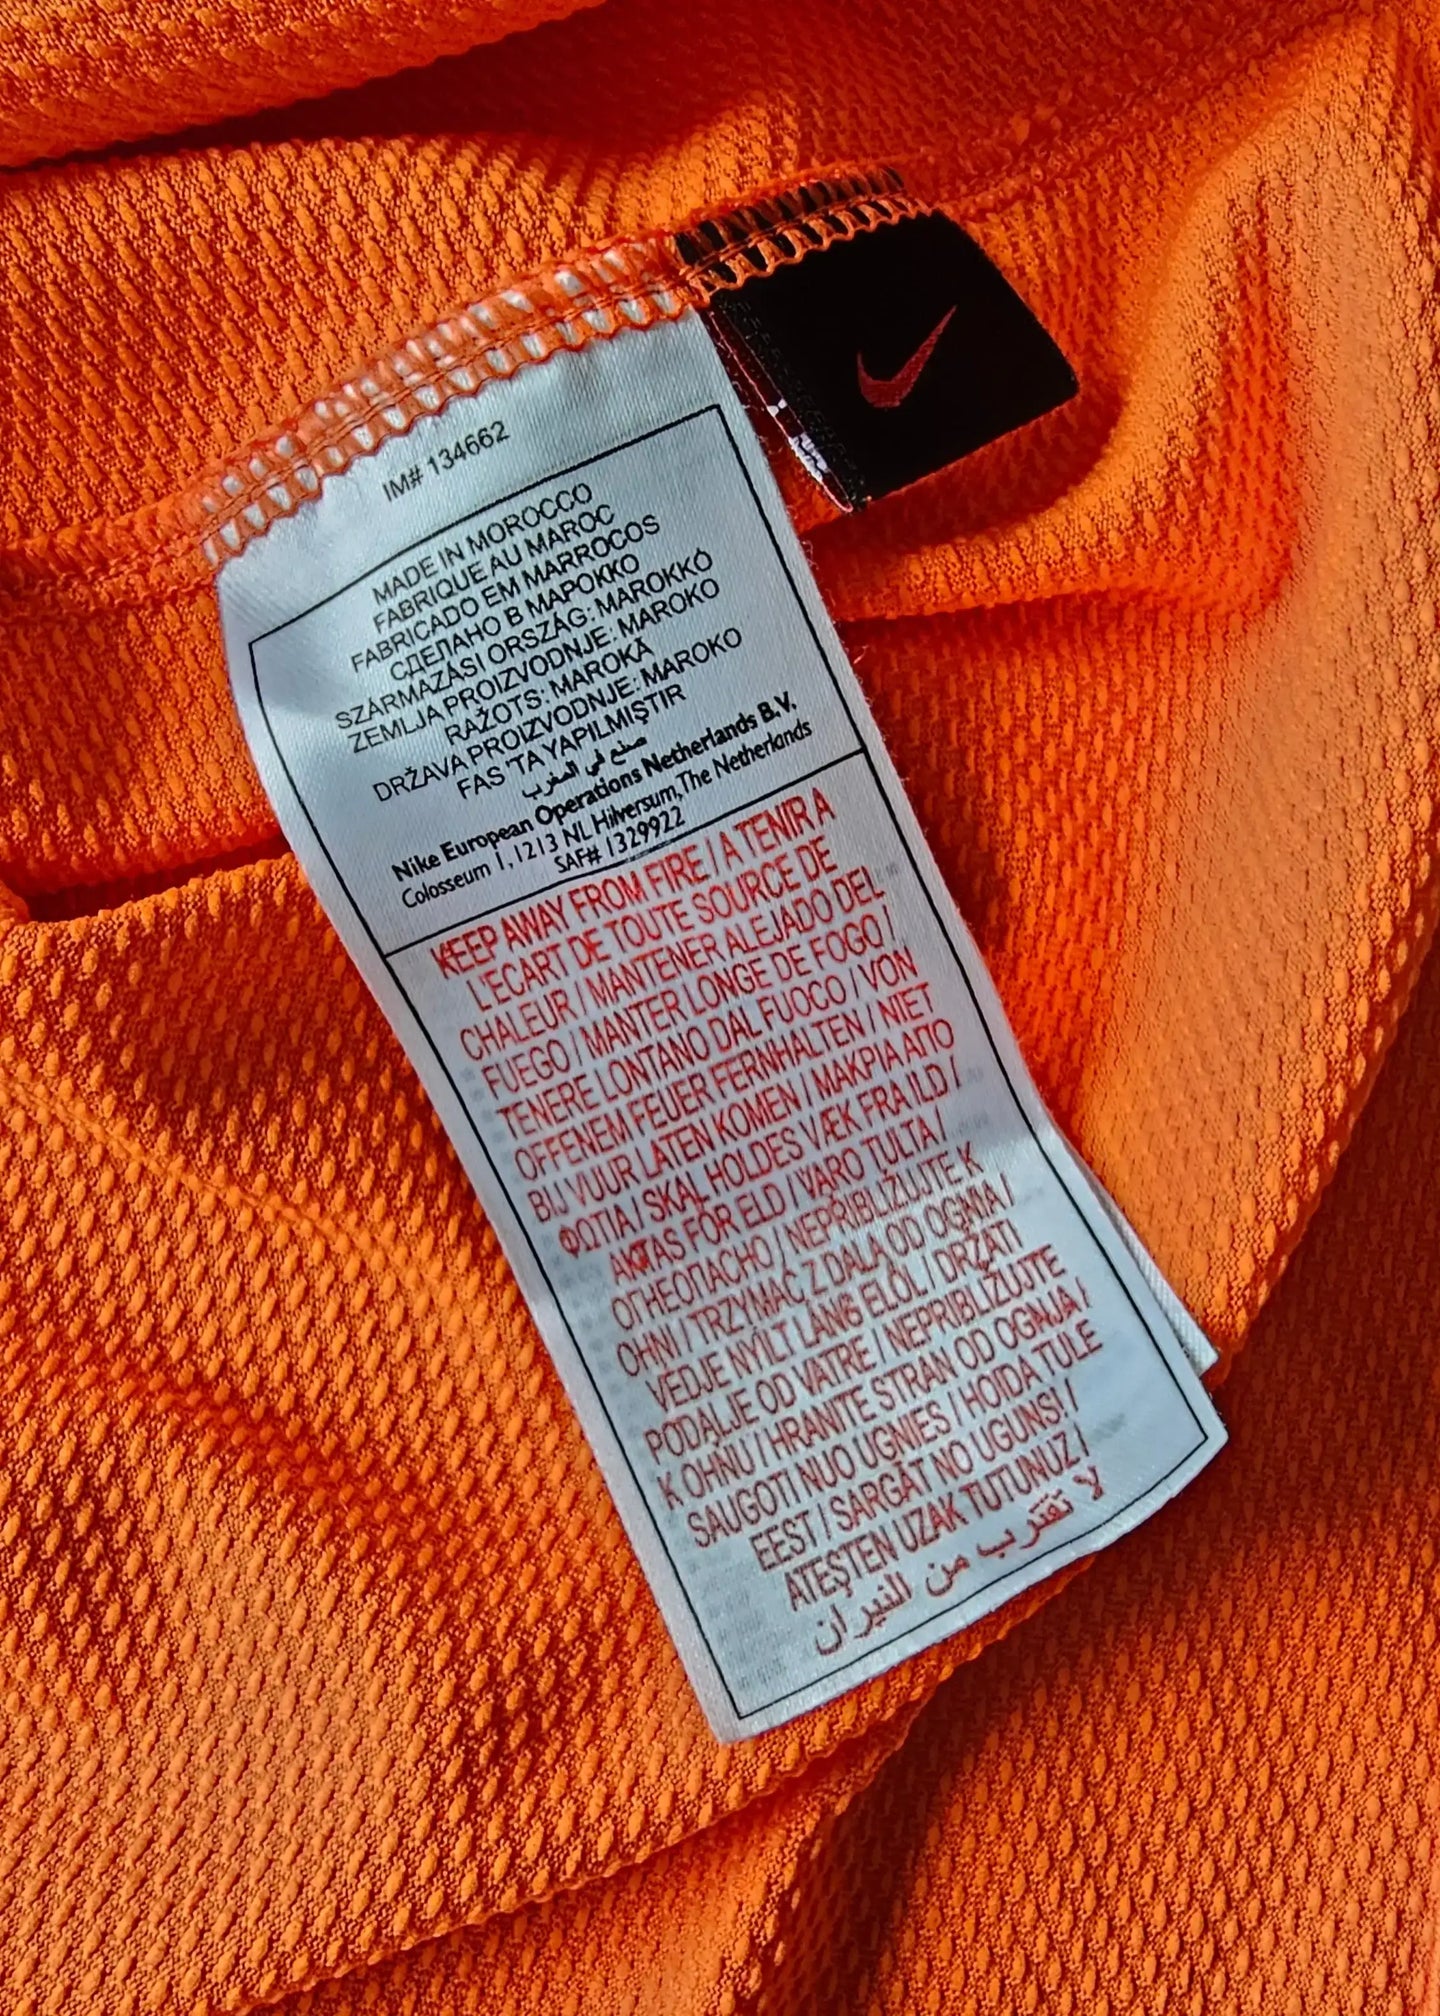 IM# 134662
MADE IN MOROCCO
FABRIQUE AU MAROC
FABRICADO EM MARROCOS
СДЕЛАНО В МАРОККО
SZÁRMAZÁSI ORSZÁG: MAROKKÓ
ZEMLJA PROIZVODNJE: MAROKO
RAŽOTS: MAROKĀ
DRŽAVA PROIZVODNJE: MAROKO
FAS 'TA YAPILMIŞTIR
صنع في المغرب
Nike European Operations Netherlands B.V.
Colosseum 1, 1213 NL Hilversum, The Netherlands
SAF# 1329922
KEEP AWAY FROM FIRE / A TENIR A
L'ECART DE TOUTE SOURCE DE
CHALEUR / MANTENER ALEJADO DEL
FUEGO / MANTER LONGE DE FOGO /
TENERE LONTANO DAL FUOCO / VON
OFFENEM FEUER FERNHALTEN / NIET
BIJ VUUR LATEN KOMEN / ΜΑΚΡΙΑ ΑΠΟ
ΦΩΤΙΑ / SKAL HOLDES VÆK FRA ILD /
AKTAS FÖR ELD / VARO TULTA /
ОГНЕОПАСНО / NEPRIBLIŽUJTE K
OHNI / TRZYMAĆ Z DALA OD OGNIA /
VEDJE NYÍLT LÁNG ELŐL / DRŽATI
PODALJE OD VATRE / NEPRIBLIŽUJTE
K OHŇU / HRANITE STRAN OD OGNJA /
SAUGOTI NUO UGNIES / HOIDA TULE
EEST / SARGĀT NO UGUNS! /
ATEŞTEN UZAK TUTUNUZ /
لا تقترب من النيران